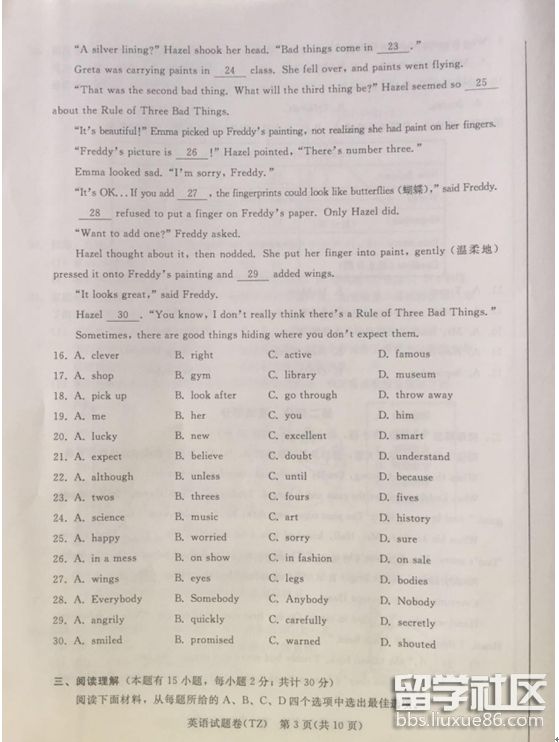 “A silver lining?” Hazel shook her head. “Bad things come in 23 .”
Greta was carrying paints in 24 class. She fell over, and paints went flying.
“That was the second bad thing. What will the third thing be?” Hazel seemed so 25
about the Rule of Three Bad Things.
“It's beautiful!” Emma picked up Freddy's painting, not realizing she had paint on her fingers.
“Freddy's picture is 26 !” Hazel pointed, “There's number three.”
Emma looked sad. “I'm sorry, Freddy.”
“It's OK... If you add 27 , the fingerprints could look like butterflies (蝴蝶),” said Freddy.
28 refused to put a finger on Freddy's paper. Only Hazel did.
“Want to add one?” Freddy asked.
Hazel thought about it, then nodded. She put her finger into paint, gently (温柔地)
pressed it onto Freddy's painting and 29 added wings.
“It looks great,” said Freddy.
Hazel 30 . “You know, I don't really think there's a Rule of Three Bad Things.”
Sometimes, there are good things hiding where you don't expect them.
16. A. clever B. right C. active D. famous
17. A. shop B. gym C. library D. museum
18. A. pick up B. look after C. go through D. throw away
19. A. me B. her C. you D. him
20. A. lucky B. new C. excellent D. smart
21. A. expect B. believe C. doubt D. understand
22. A. although B. unless C. until D. because
23. A. twos B. threes C. fours D. fives
24. A. science B. music C. art D. history
25. A. happy B. worried C. sorry D. sure
26. A. in a mess B. on show C. in fashion D. on sale
27. A. wings B. eyes C. legs D. bodies
28. A. Everybody B. Somebody C. Anybody D. Nobody
29. A. angrily B. quickly C. carefully D. secretly
30. A. smiled B. promised C. warned D. shouted
三、阅读理解 (本题有15小题,每小题2分;共计30分)
阅读下面材料,从每题所给的A、B、C、D四个选项中选出最佳
英语试题卷(TZ) 第3页(共10页)
留学社区
bbs.liuxue86.com